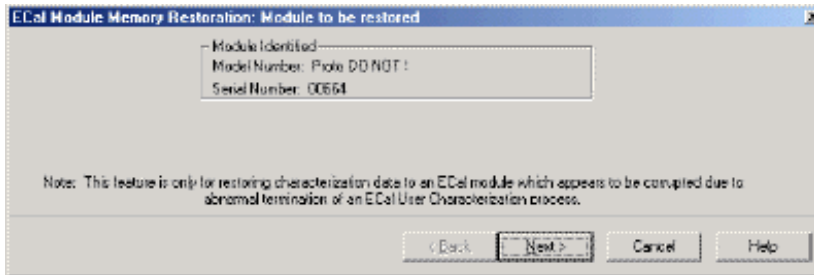 ECal Module Memory Restoration: Module to be restored
Module Identified
Model Number: Proto DO NOT !
Serial Number: 00664
Note: This feature is only for restoring characterization data to an ECal module which appears to be corrupted due to
abnormal termination of an ECal User Characterization process.
< Back Next > Cancel Help